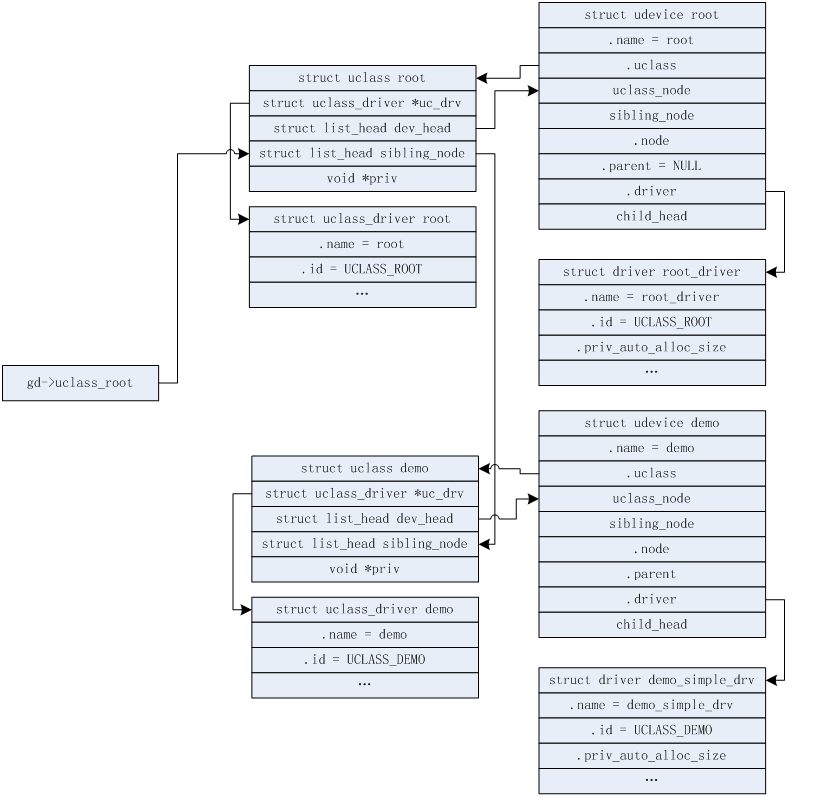 struct udevice root
.name = root
.uclass
uclass_node
sibling_node
.node
.parent = NULL
.driver
child_head
struct uclass root
struct uclass_driver *uc_drv
struct list_head dev_head
struct list_head sibling_node
void *priv
struct uclass_driver root
.name = root
.id = UCLASS_ROOT
...
struct driver root_driver
.name = root_driver
.id = UCLASS_ROOT
.priv_auto_alloc_size
...
gd->uclass_root
struct udevice demo
.name = demo
.uclass
uclass_node
sibling_node
.node
.parent
.driver
child_head
struct uclass demo
struct uclass_driver *uc_drv
struct list_head dev_head
struct list_head sibling_node
void *priv
struct uclass_driver demo
.name = demo
.id = UCLASS_DEMO
...
struct driver demo_simple_drv
.name = demo_simple_drv
.id = UCLASS_DEMO
.priv_auto_alloc_size
...